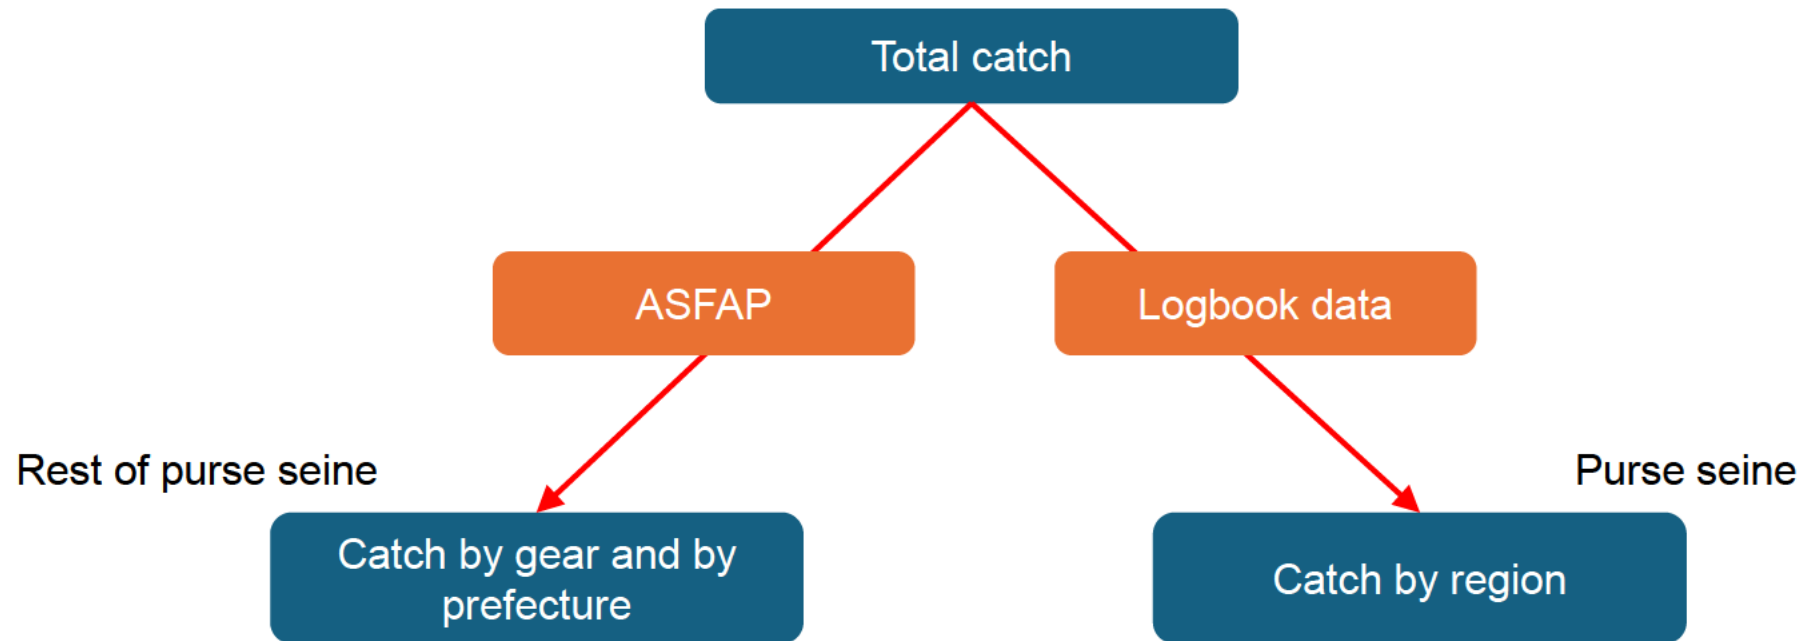 Total catch
ASFAP
Logbook data
Rest of purse seine
Purse seine
Catch by gear and by
prefecture
Catch by region